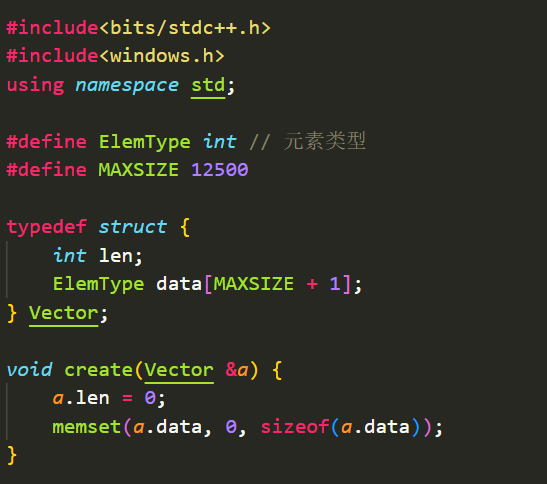 #include<bits/stdc++.h>
#include<windows.h>
using namespace std;
#define ElemType int // 元素类型
#define MAXSIZE 12500
typedef struct {
    int len;
    ElemType data[MAXSIZE + 1];
} Vector;
void create(Vector &a) {
    a.len = 0;
    memset(a.data, 0, sizeof(a.data));
}